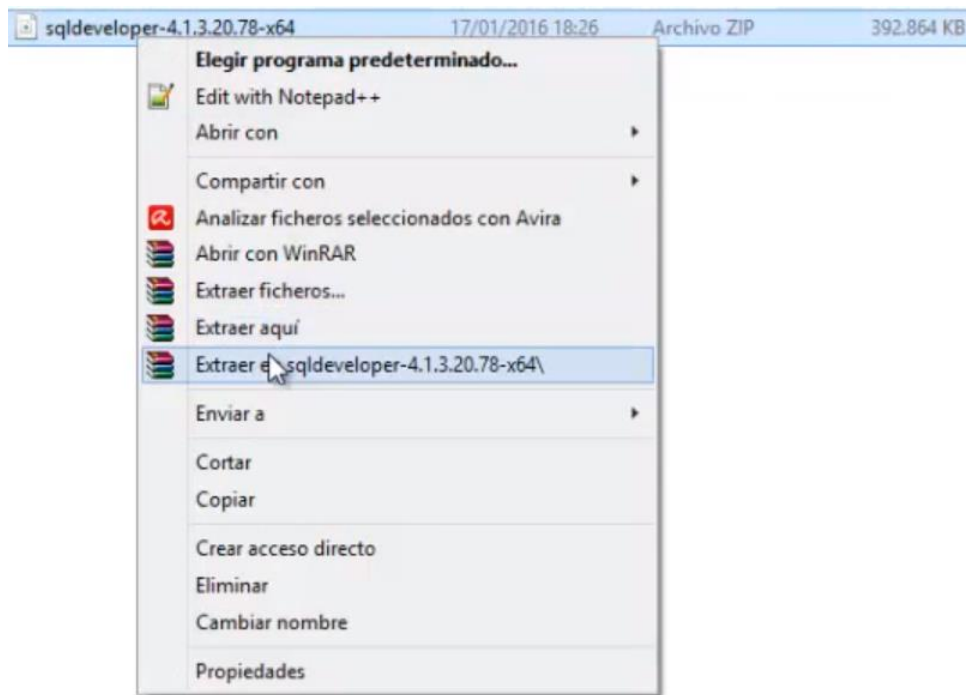 sqldeveloper-4.1.3.20.78-x64 17/01/2016 18:26 Archivo ZIP 392.864 KB
Elegir programa predeterminado...
Edit with Notepad++
Abrir con
Compartir con
Analizar ficheros seleccionados con Avira
Abrir con WinRAR
Extraer ficheros...
Extraer aquí
Extraer e sqldeveloper-4.1.3.20.78-x64\
Enviar a
Cortar
Copiar
Crear acceso directo
Eliminar
Cambiar nombre
Propiedades